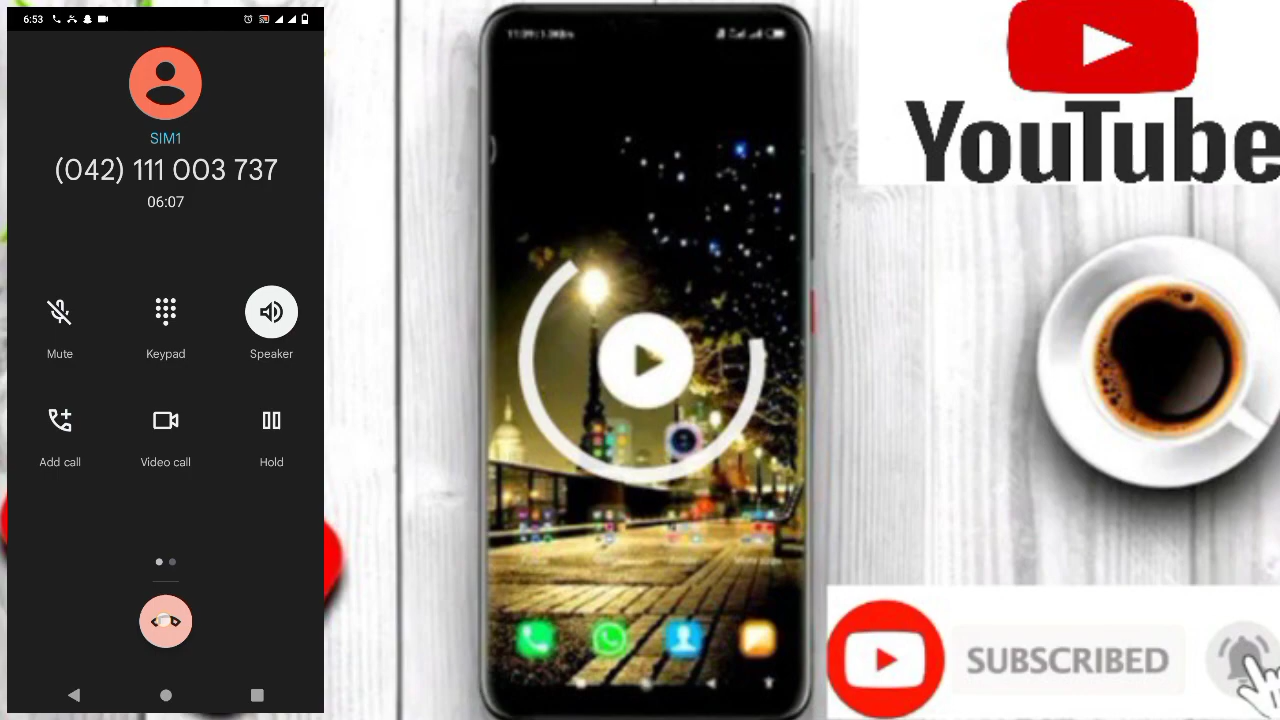 6:53
SIM1
(042) 111 003 737
06:07
Mute
Keypad
Speaker
Add call
Video call
Hold
YouTube
SUBSCRIBED